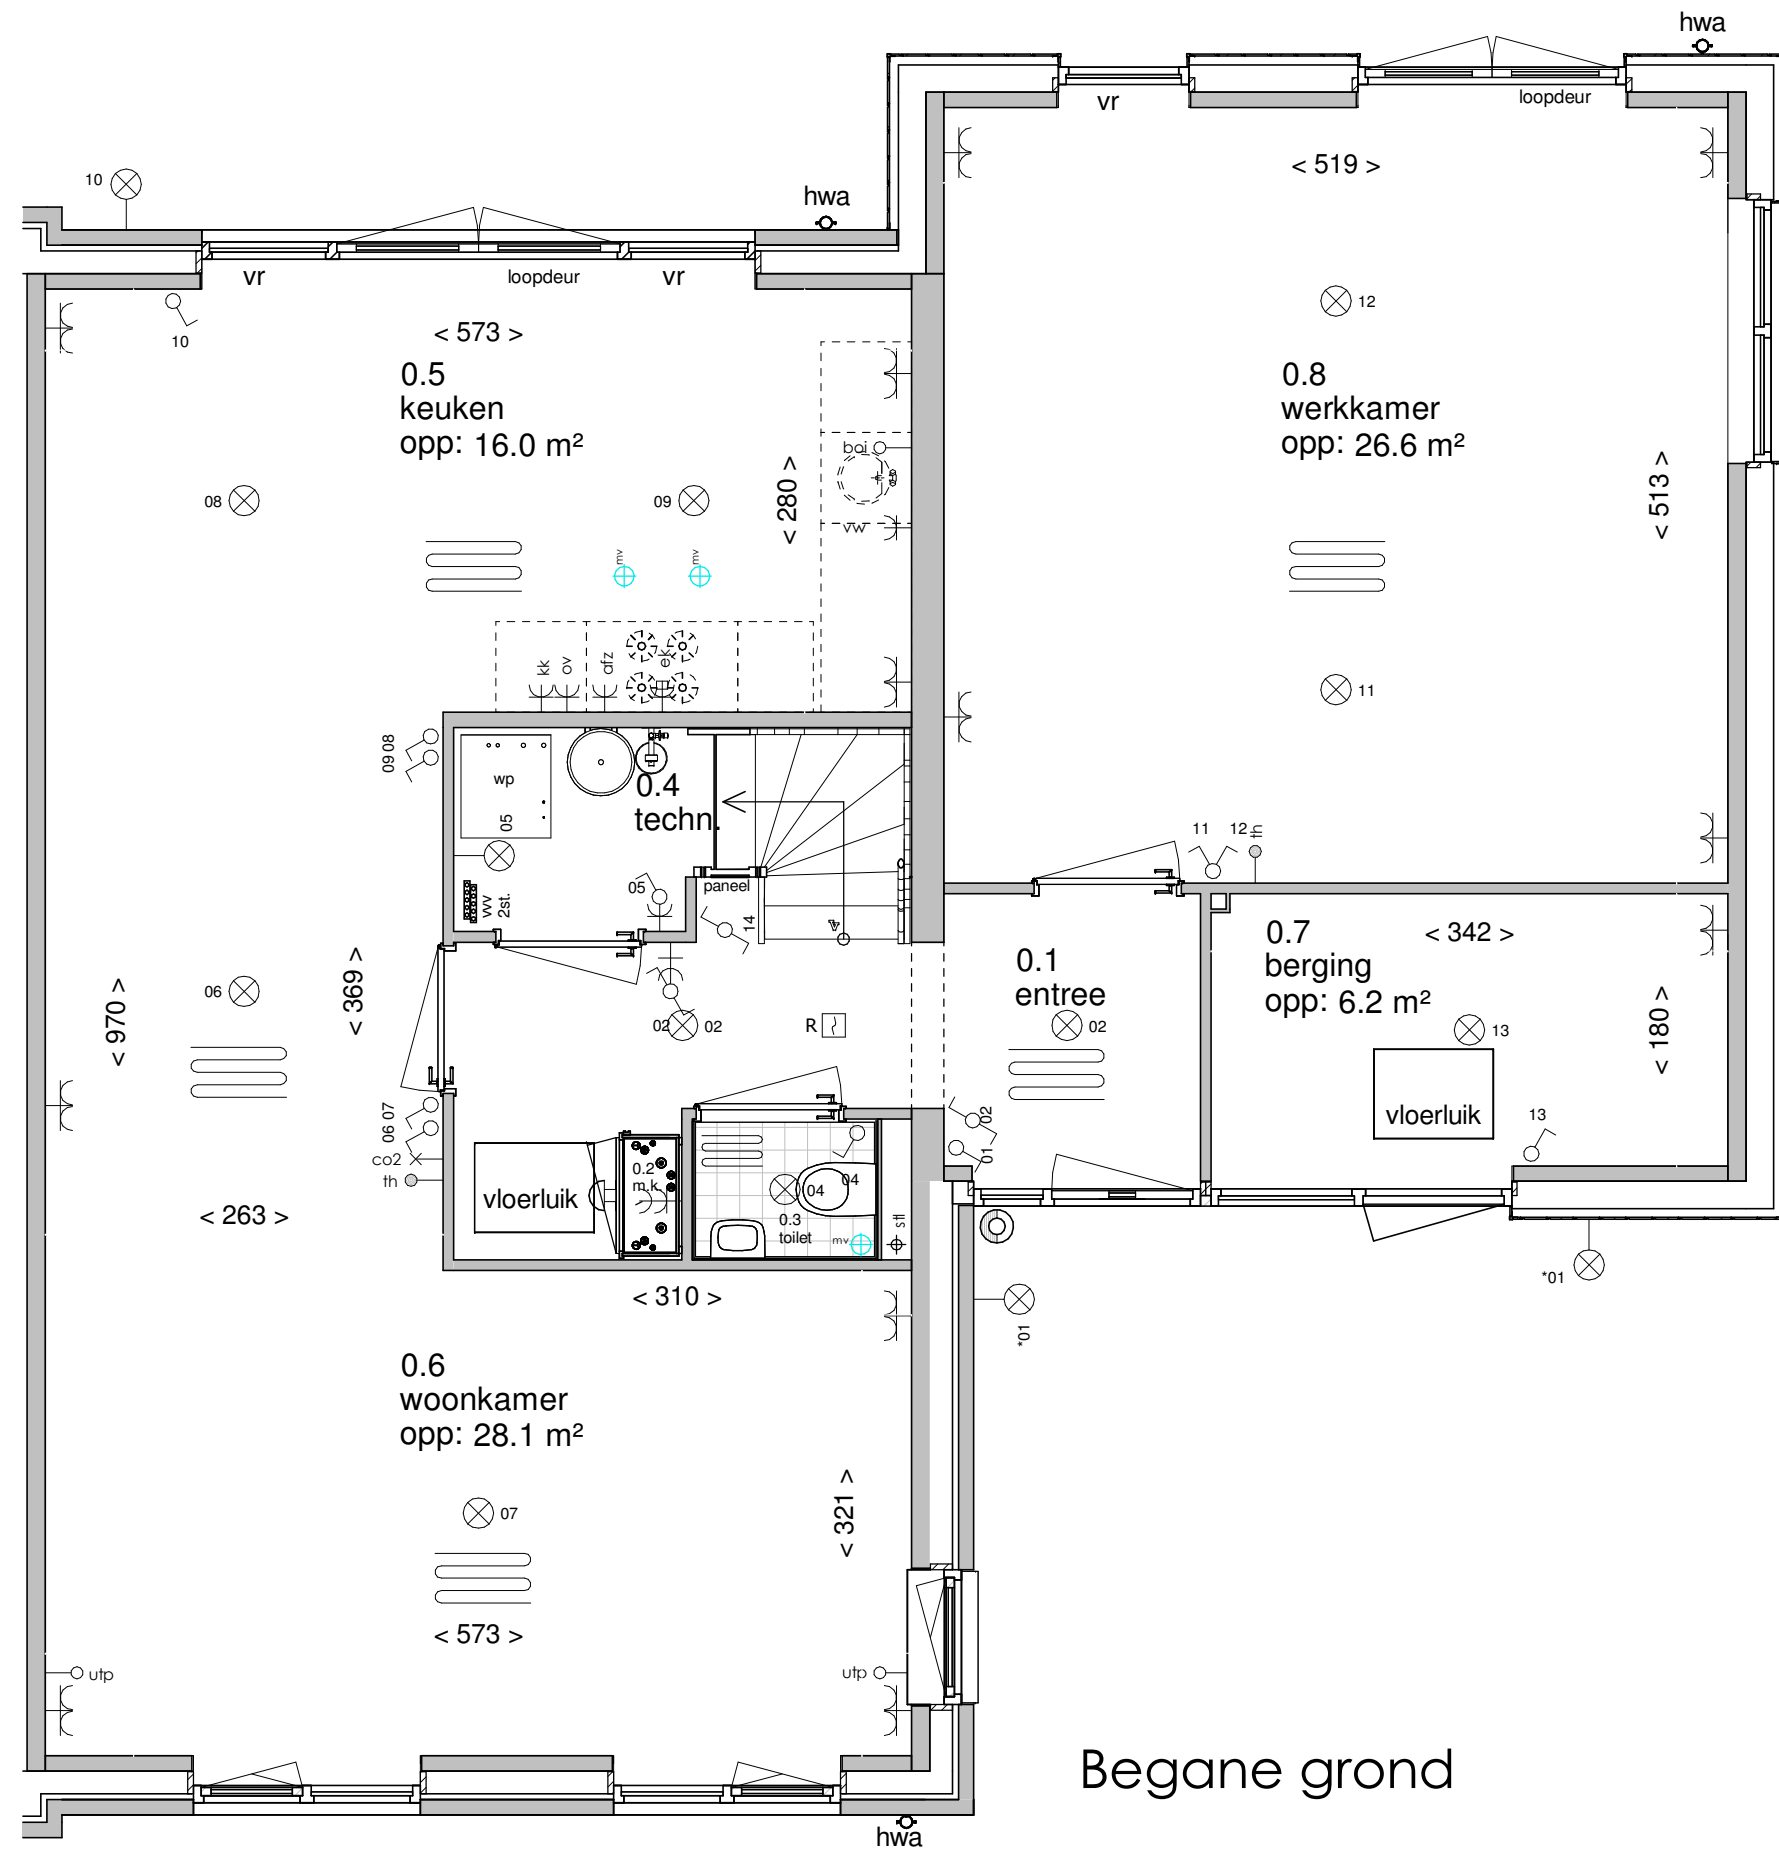 hwa
vr
loopdeur
< 519 >
10
hwa
vr
loopdeur
vr
10
< 573 >
12
0.5
keuken
opp: 16.0 m²
0.8
werkkamer
opp: 26.6 m²
boi
vw
< 280 >
< 513 >
08
09
mv
mv
kk
ov
afz
ek
11
09 08
wp
05
0.4
techn.
vvv
2st.
05
paneel
14
4
11
12
th
0.7
berging
opp: 6.2 m²
< 342 >
0.1
entree
02
< 970 >
06
< 369 >
02
02
R
13
vloerluik
< 180 >
13
06 07
co2
th
02
01
vloerluik
0.2
m.k.
04
04
0.3
toilet
mv
stl
< 263 >
< 310 >
*01
*01
0.6
woonkamer
opp: 28.1 m²
07
< 321 >
< 573 >
utp
utp
Begane grond
hwa